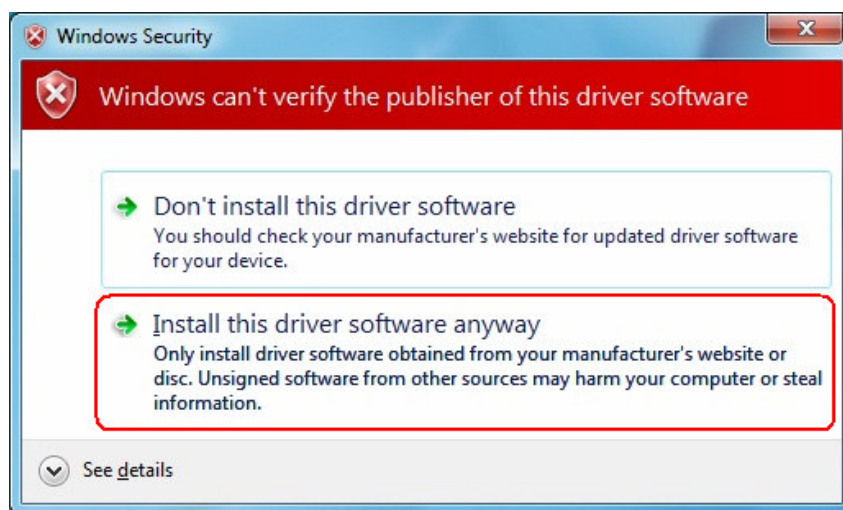 Windows Security
Windows can't verify the publisher of this driver software
Don't install this driver software
You should check your manufacturer's website for updated driver software
for your device.
Install this driver software anyway
Only install driver software obtained from your manufacturer's website or
disc. Unsigned software from other sources may harm your computer or steal
information.
See details